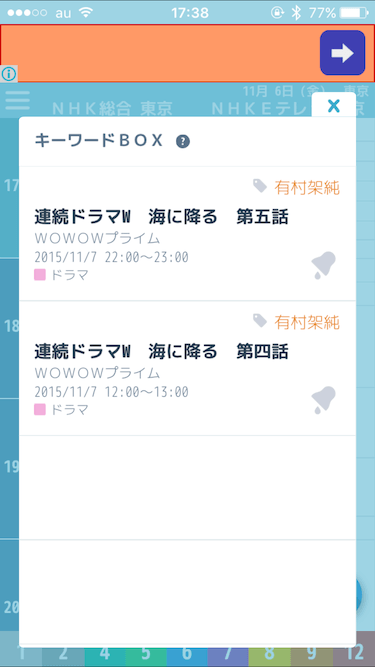 au 17:38 77%
11月 6日（金） 東京
NHK総合 東京 NHKEテレ 京
キーワードBOX ?
有村架純
連続ドラマW 海に降る 第五話
WOWOWプライム
2015/11/7 22:00〜23:00
ドラマ
有村架純
連続ドラマW 海に降る 第四話
WOWOWプライム
2015/11/7 12:00〜13:00
ドラマ
17
18
19
20
1 2 4 5 6 7 8 9 12